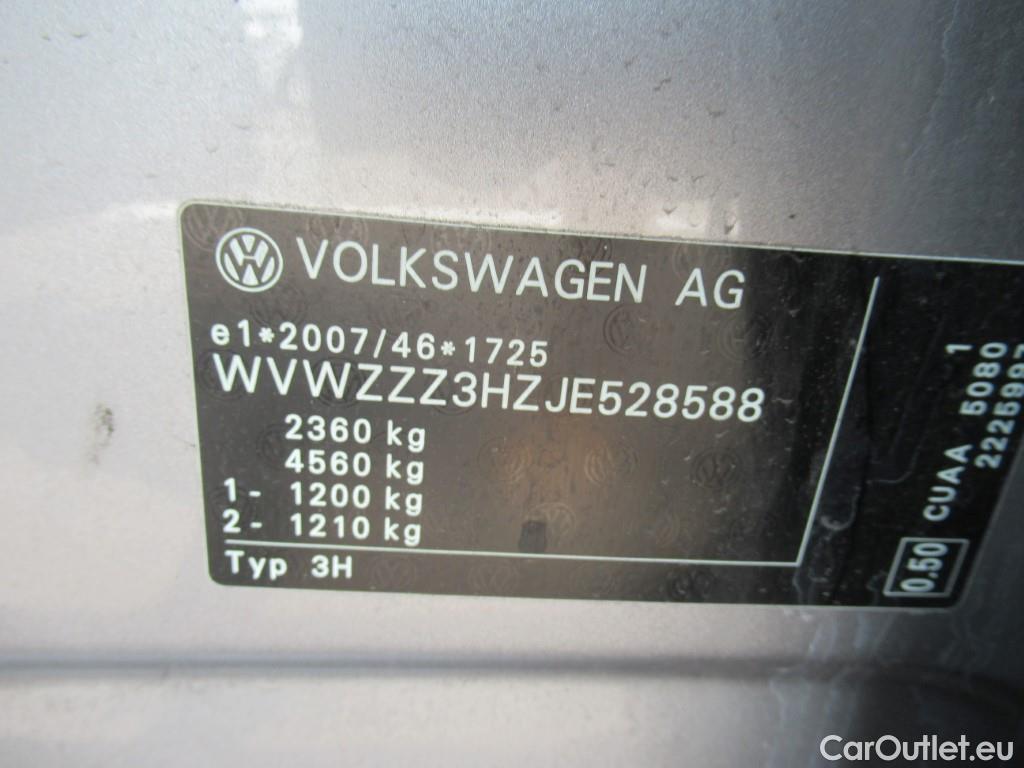 VOLKSWAGEN AG
e1*2007/46*1725
WVWZZZ3HZJE528588
2360 kg
4560 kg
1- 1200 kg
2- 1210 kg
Typ 3H
0.50 CUAA 5080 1
CarOutlet.eu